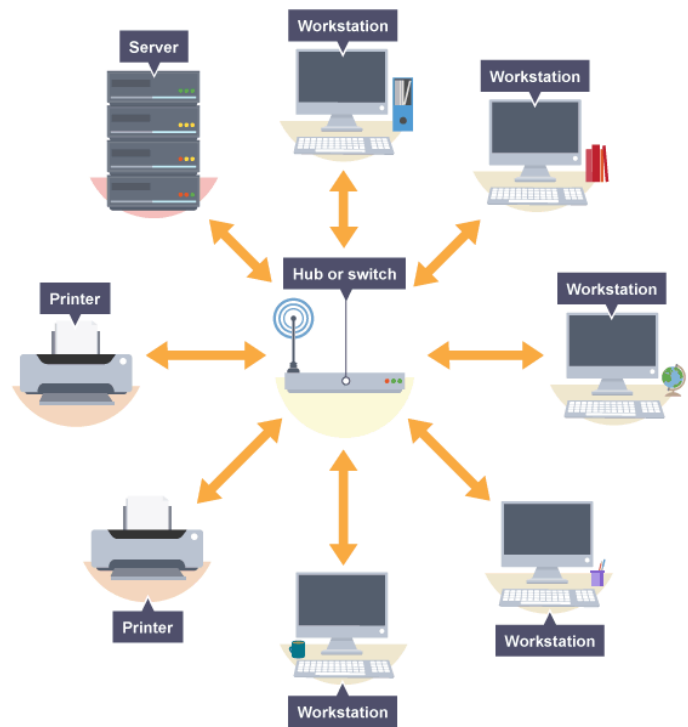 Workstation
Server
Workstation
Hub or switch
Workstation
Printer
Printer
Workstation
Workstation